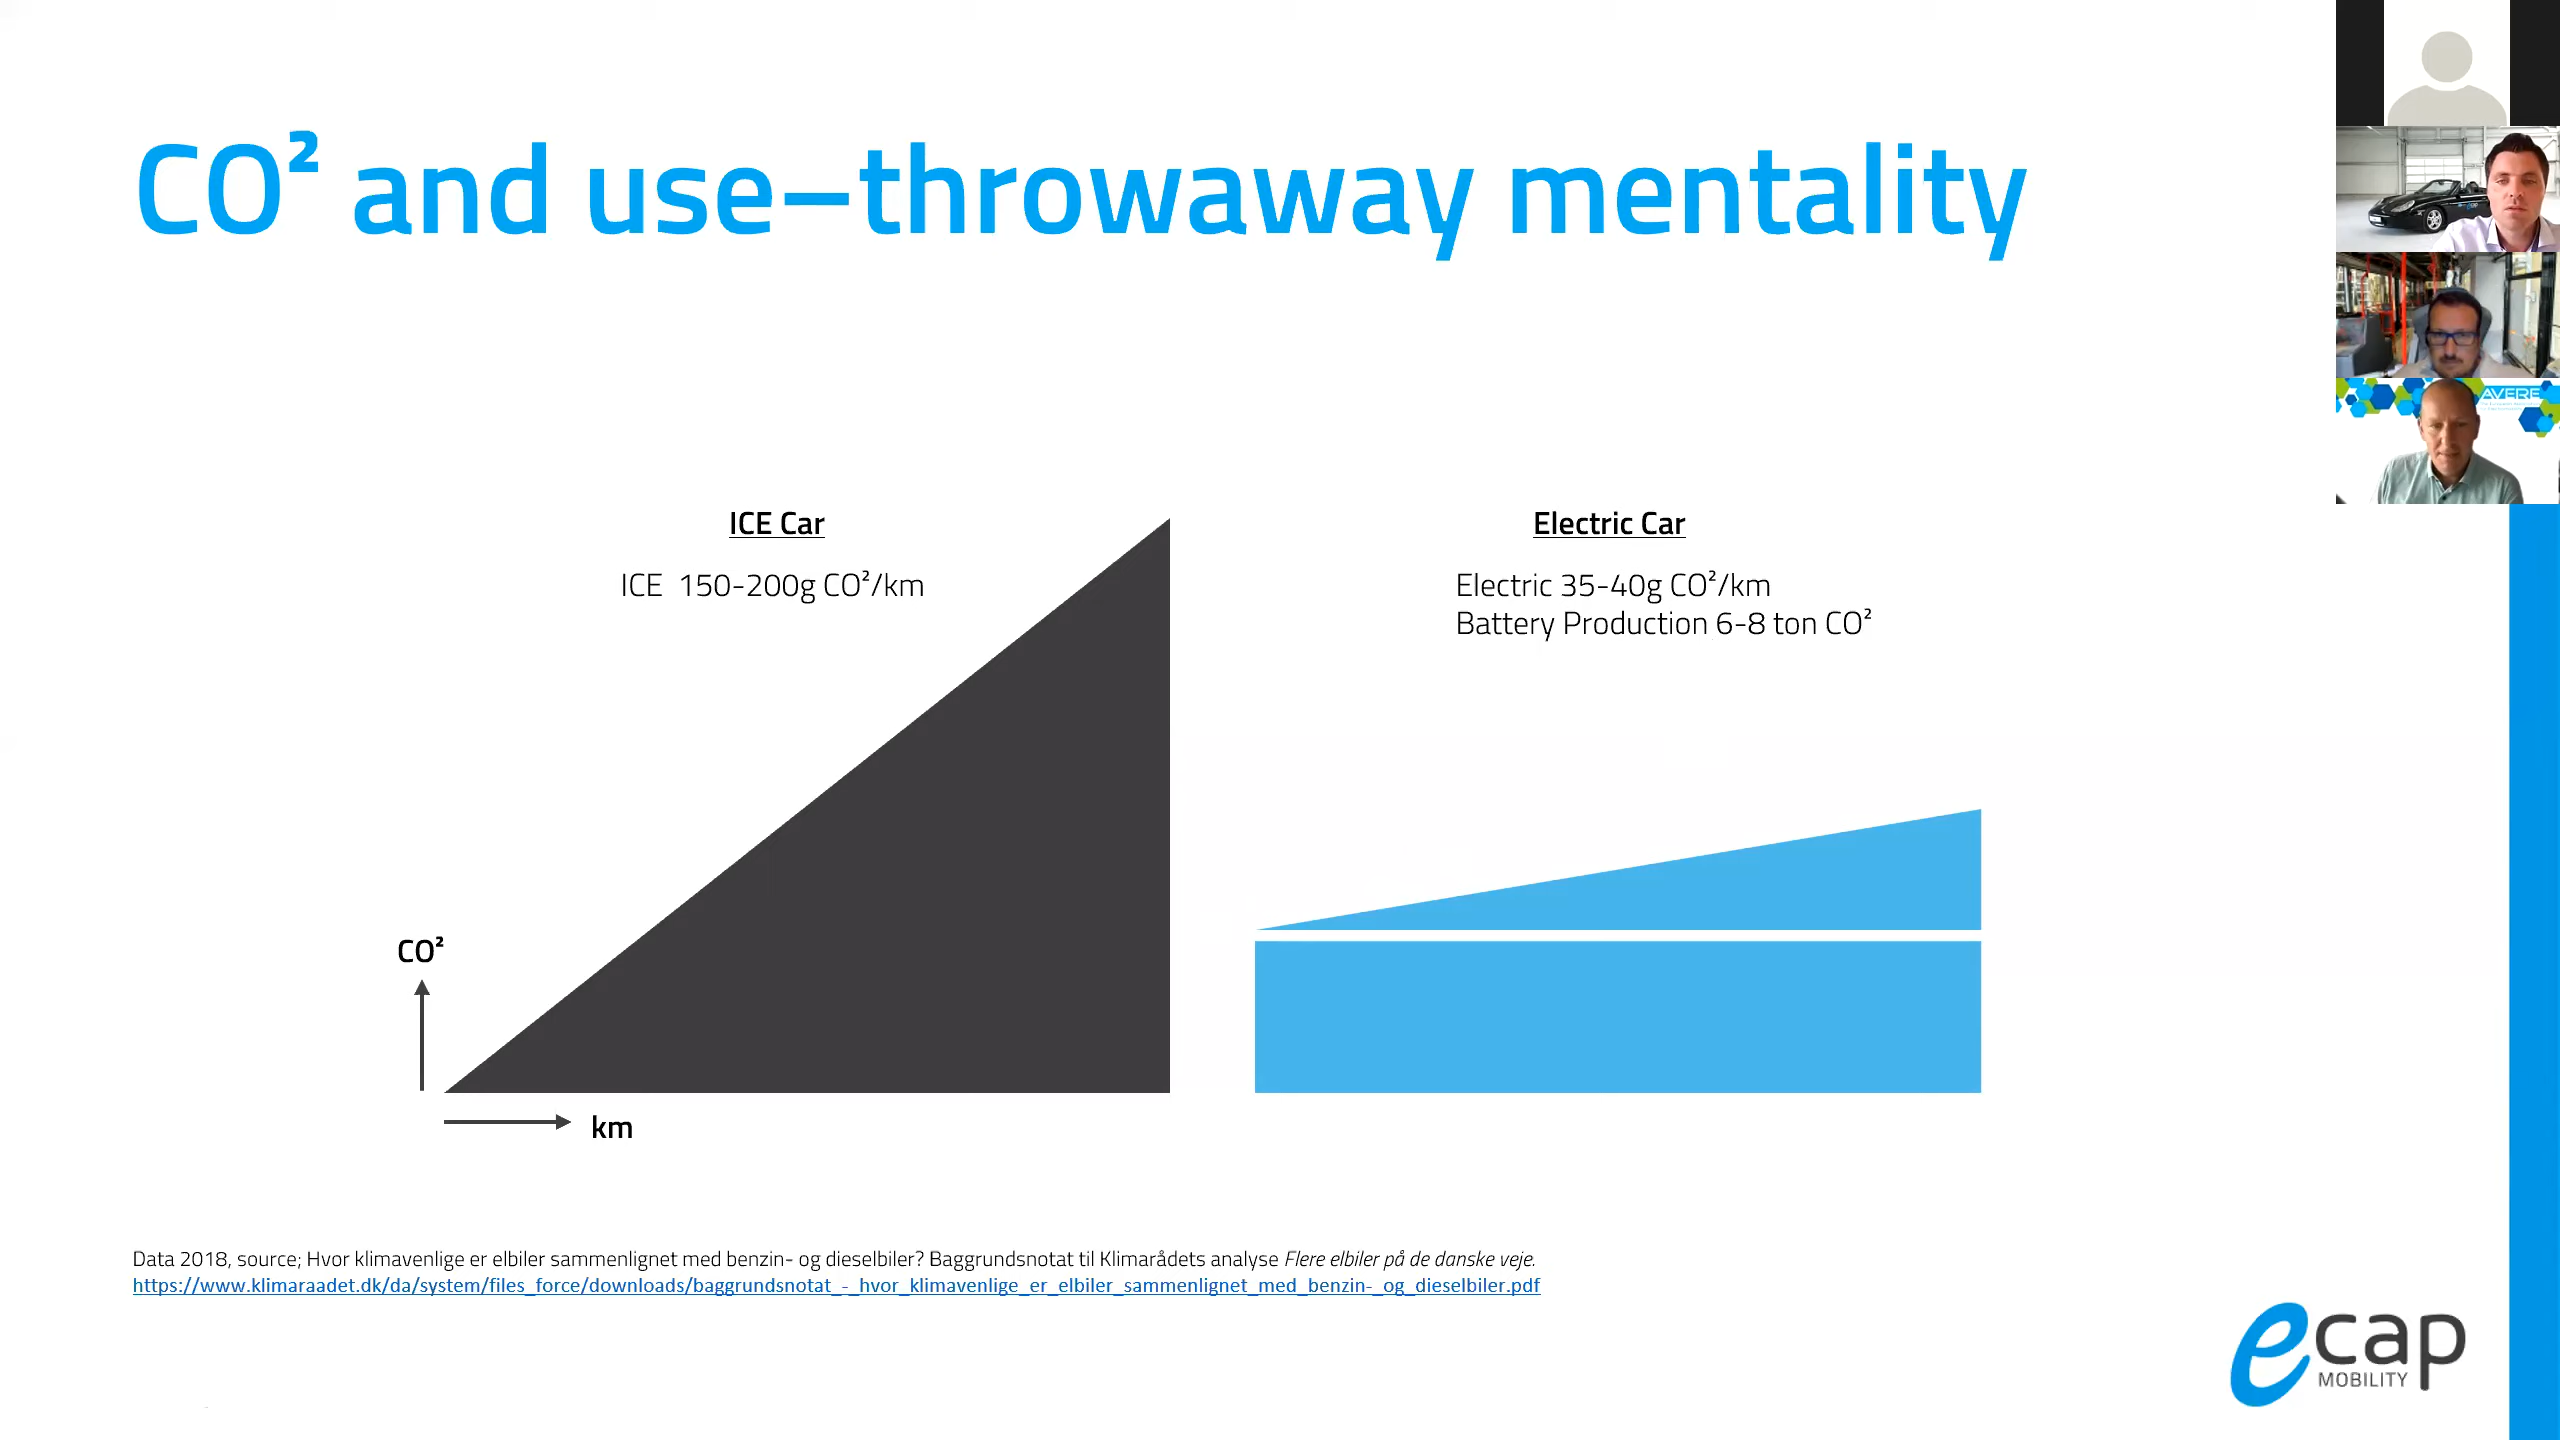 CO² and use–throwaway mentality
AVERE
ICE Car
ICE 150-200g CO²/km
Electric Car
Electric 35-40g CO²/km
Battery Production 6-8 ton CO²
CO²
km
Data 2018, source; Hvor klimavenlige er elbiler sammenlignet med benzin- og dieselbiler? Baggrundsnotat til Klimarådets analyse Flere elbiler på de danske veje.
https://www.klimaraadet.dk/da/system/files_force/downloads/baggrundsnotat_-_hvor_klimavenlige_er_elbiler_sammenlignet_med_benzin-_og_dieselbiler.pdf
ecap
MOBILITY